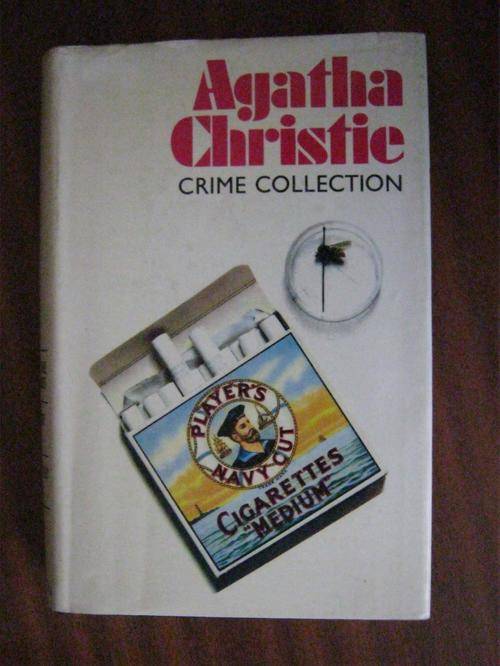 Agatha
Christie
CRIME COLLECTION
PLAYER'S
NAVY CUT
CIGARETTES
"MEDIUM"